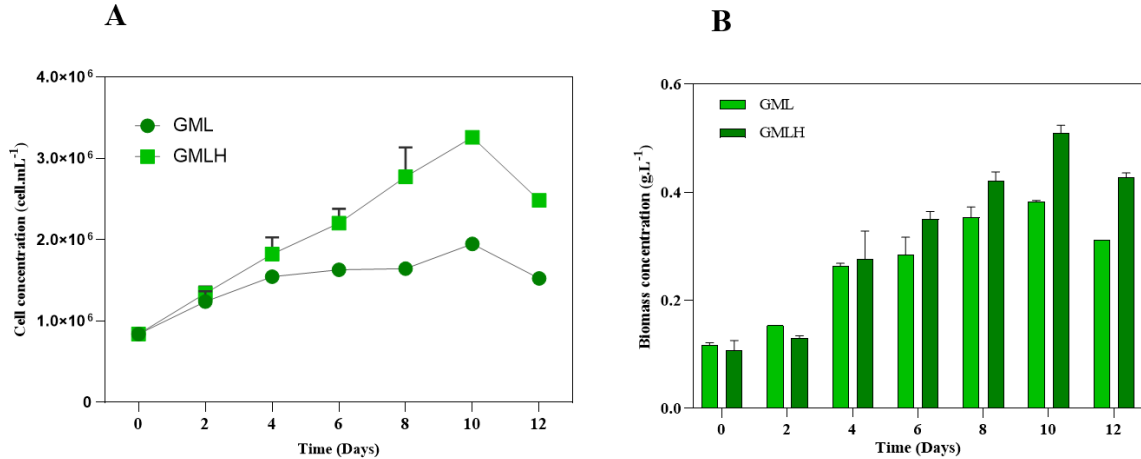 A
Cell concentration (cell.mL⁻¹)
4.0×10⁶
3.0×10⁶
2.0×10⁶
1.0×10⁶
0
GML
GMLH
0 2 4 6 8 10 12
Time (Days)
B
Biomass concentration (g.L⁻¹)
0.6
0.4
0.2
0.0
GML
GMLH
0 2 4 6 8 10 12
Time (Days)